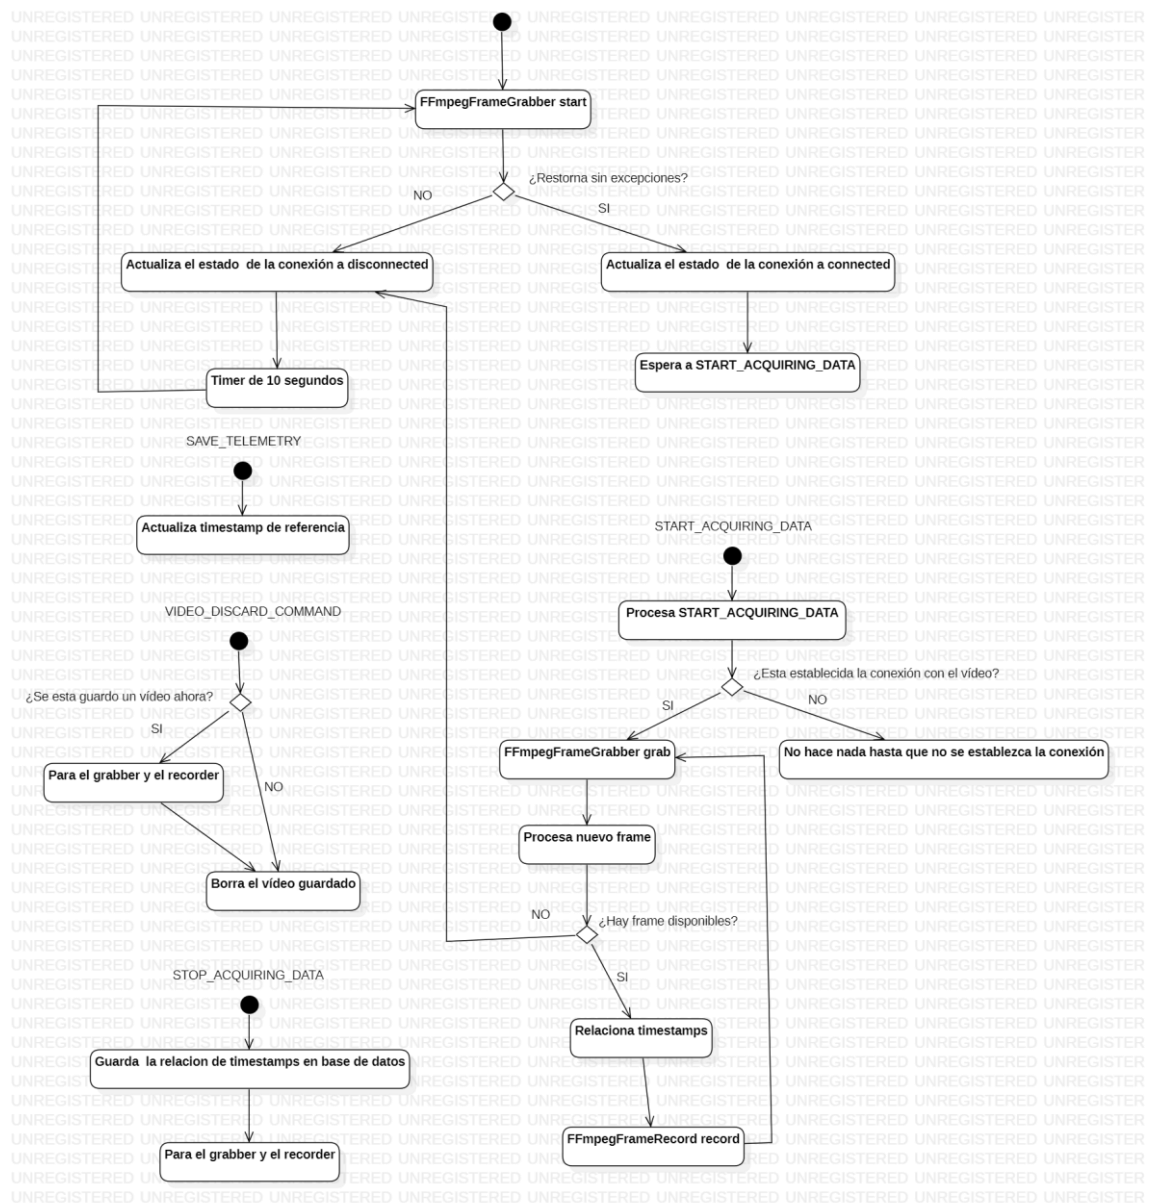 FFmpegFrameGrabber start
¿Restorna sin excepciones?
NO
SI
Actualiza el estado  de la conexión a disconnected
Actualiza el estado  de la conexión a connected
Timer de 10 segundos
Espera a START_ACQUIRING_DATA
SAVE_TELEMETRY
Actualiza timestamp de referencia
VIDEO_DISCARD_COMMAND
¿Se esta guardo un vídeo ahora?
SI
Para el grabber y el recorder
NO
Borra el vídeo guardado
START_ACQUIRING_DATA
Procesa START_ACQUIRING_DATA
¿Esta establecida la conexión con el vídeo?
SI
NO
FFmpegFrameGrabber grab
No hace nada hasta que no se establezca la conexión
Procesa nuevo frame
NO
¿Hay frame disponibles?
SI
Relaciona timestamps
FFmpegFrameRecord record
STOP_ACQUIRING_DATA
Guarda  la relacion de timestamps en base de datos
Para el grabber y el recorder